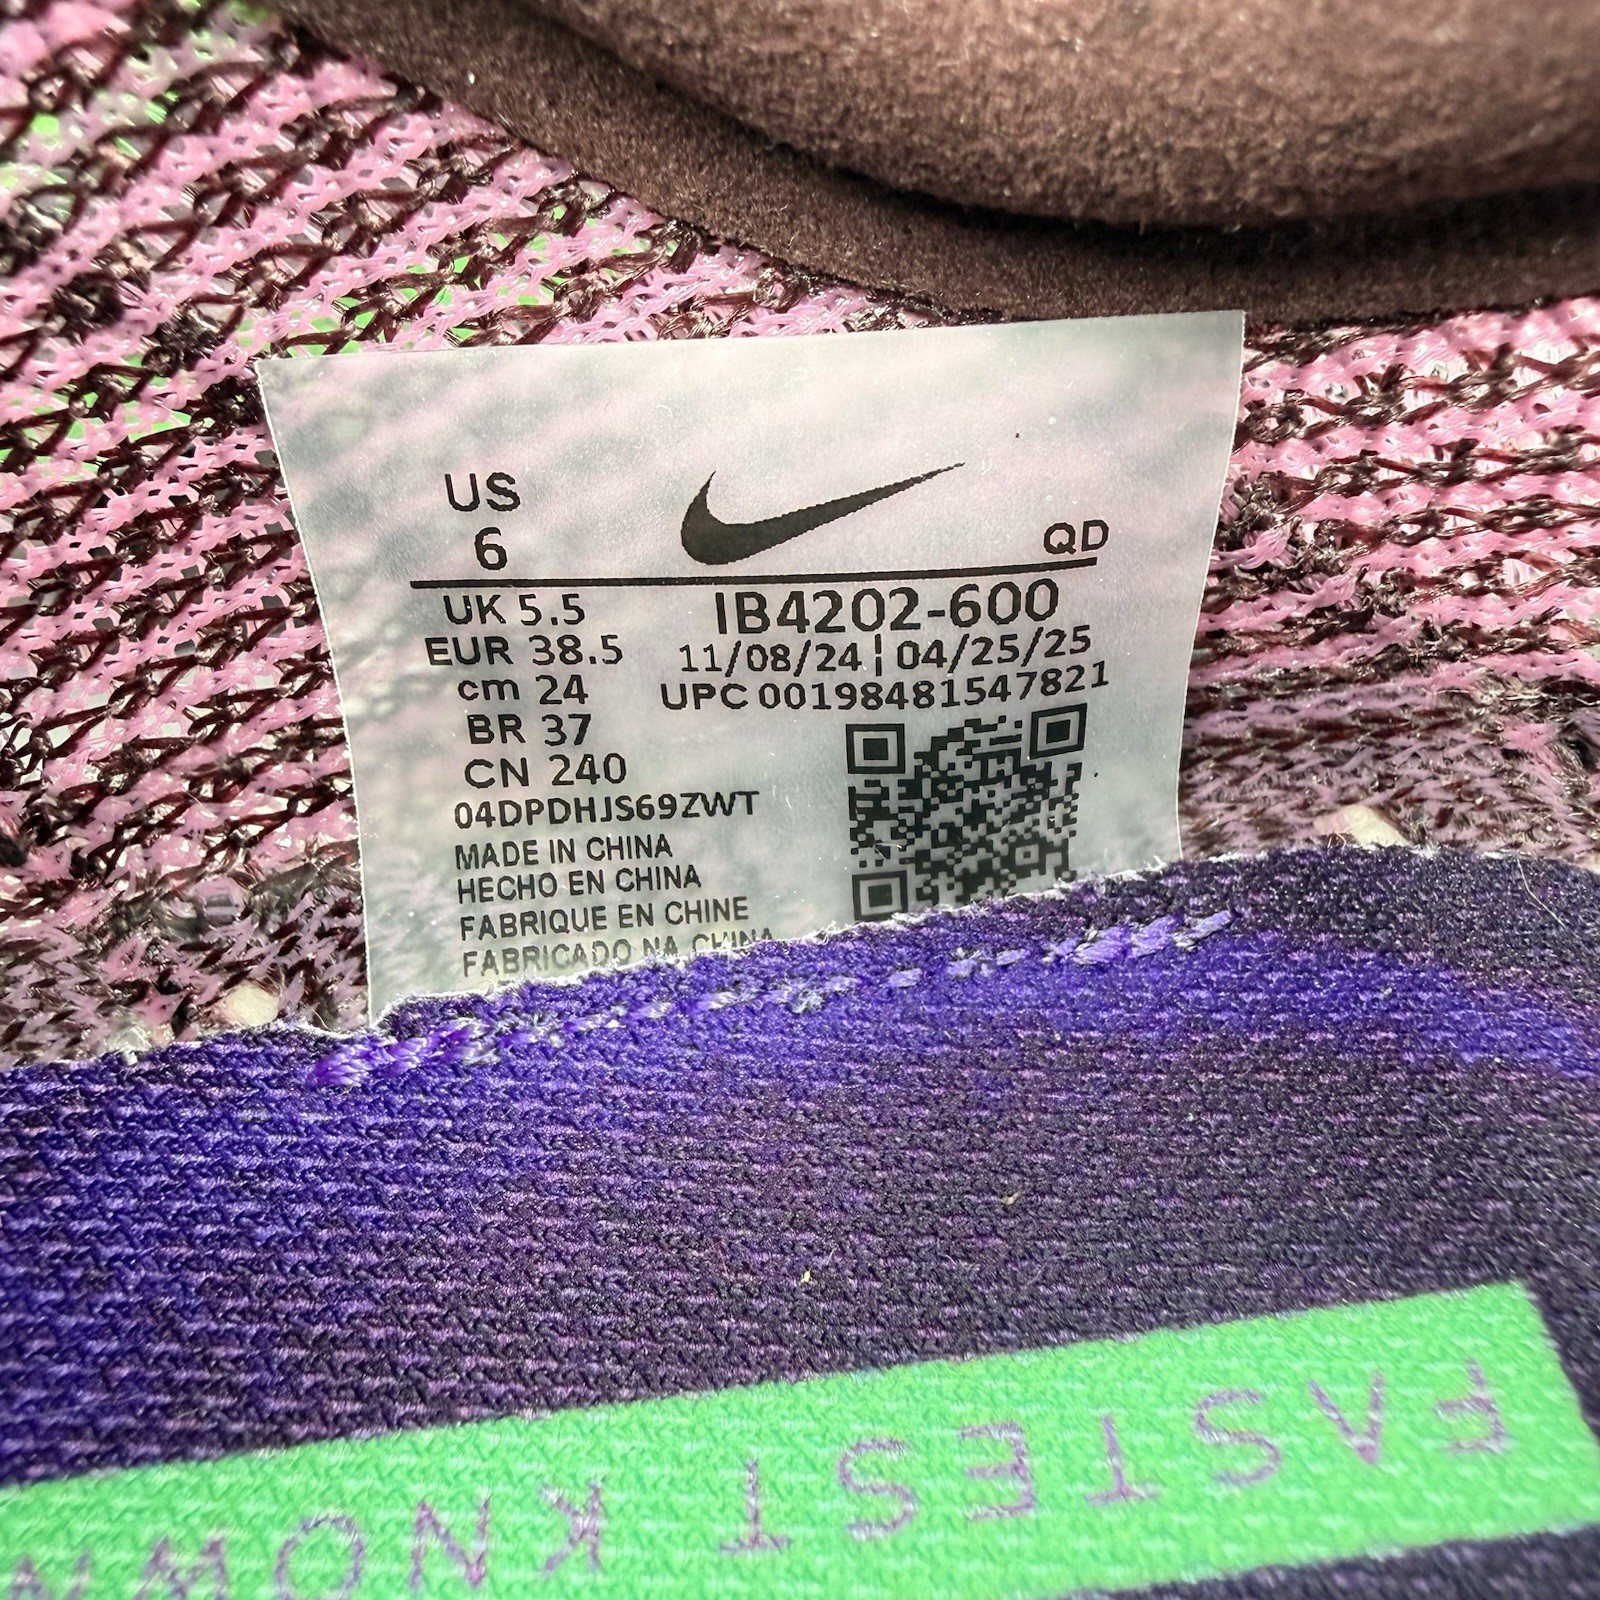 US
6
QD
UK 5.5
IB4202-600
EUR 38.5
11/08/24 ¦ 04/25/25
cm 24
UPC 00198481547821
BR 37
CN 240
04DPDHJS69ZWT
MADE IN CHINA
HECHO EN CHINA
FABRIQUE EN CHINE
FABRICADO NA CHINA
FASTEST KNOWN